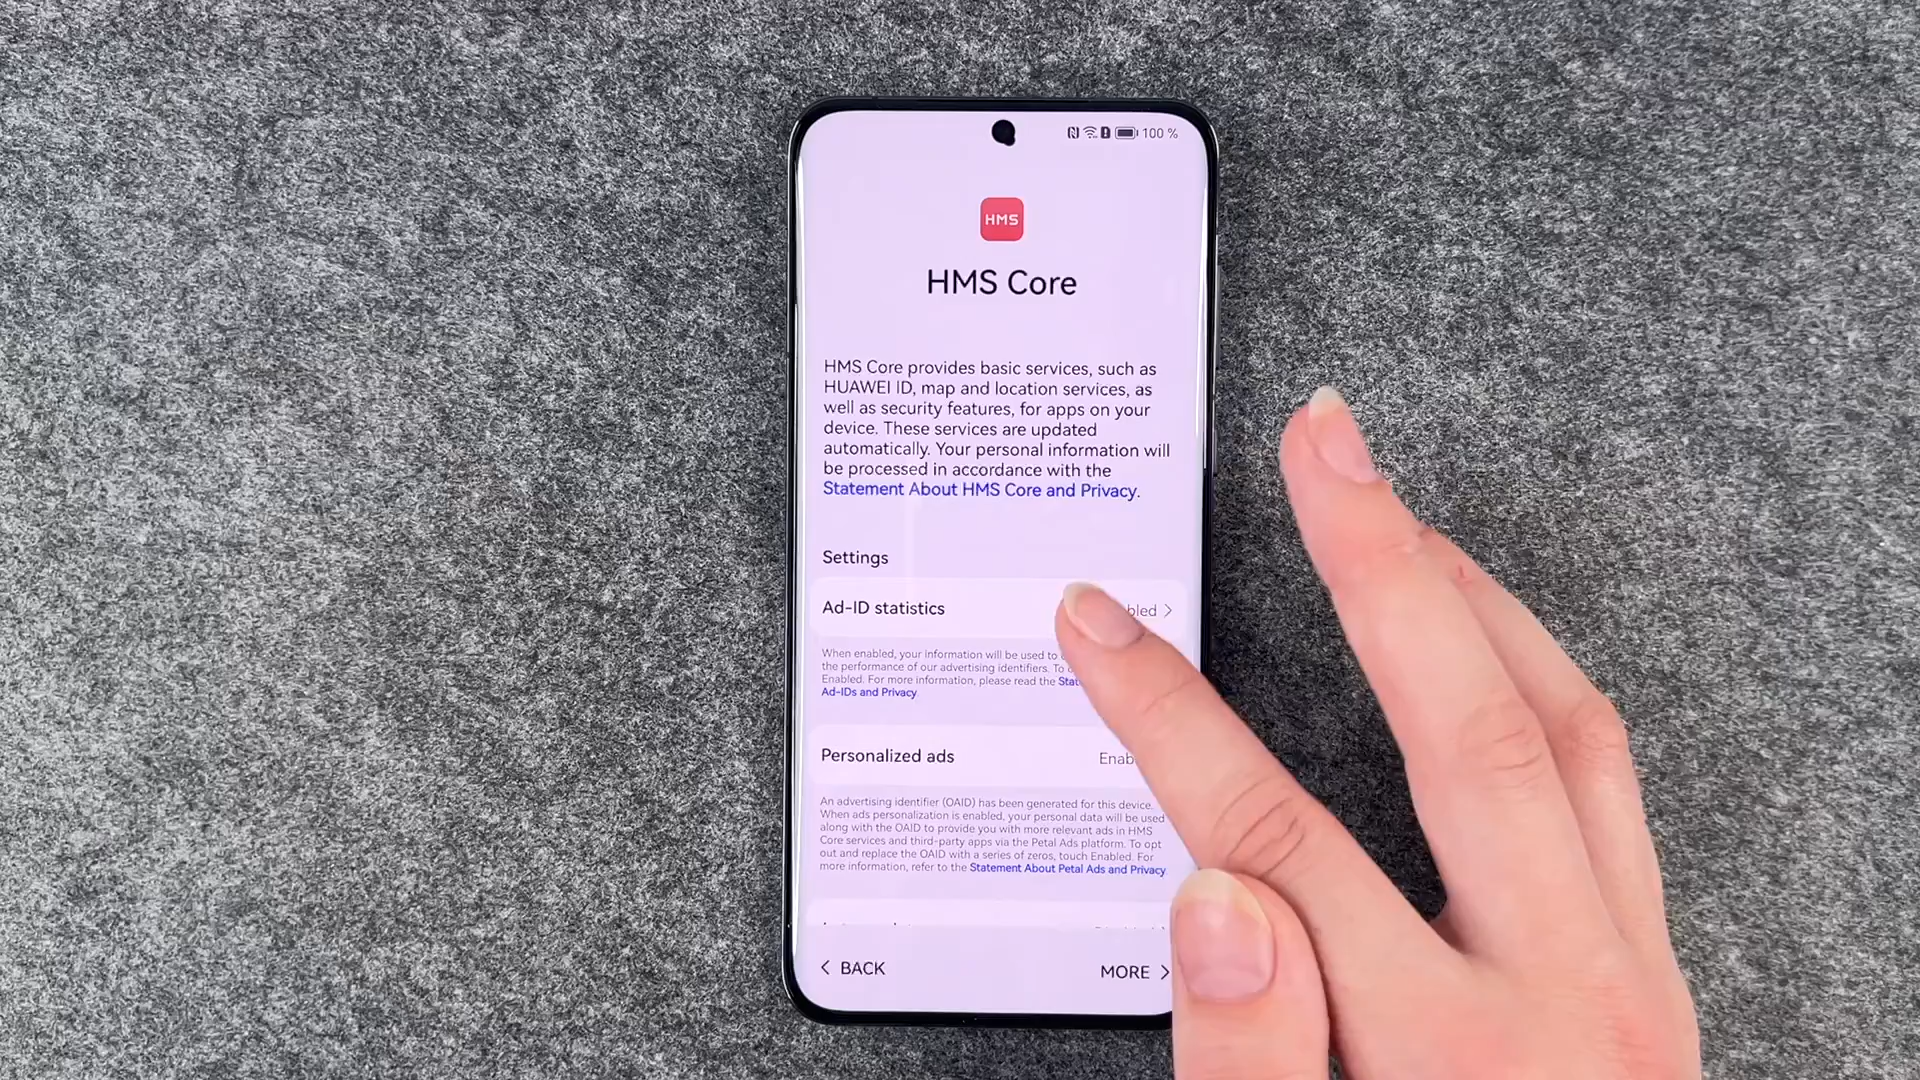 100 %
HMS
HMS Core
HMS Core provides basic services, such as
HUAWEI ID, map and location services, as
well as security features, for apps on your
device. These services are updated
automatically. Your personal information will
be processed in accordance with the
Statement About HMS Core and Privacy.
Settings
Ad-ID statistics
When enabled, your information will be used to
the performance of our advertising identifiers. To
Enabled. For more information, please read the
Ad-IDs and Privacy.
Personalized ads
An advertising identifier (OAID) has been generated for this device.
When ads personalization is enabled, your personal data will be used
along with the OAID to provide you with more relevant ads in HMS
Core services and third-party apps via the Petal Ads platform. To opt
out and replace the OAID with a series of zeros, touch Enabled. For
more information, refer to the Statement About Petal Ads and Privacy.
< BACK MORE >